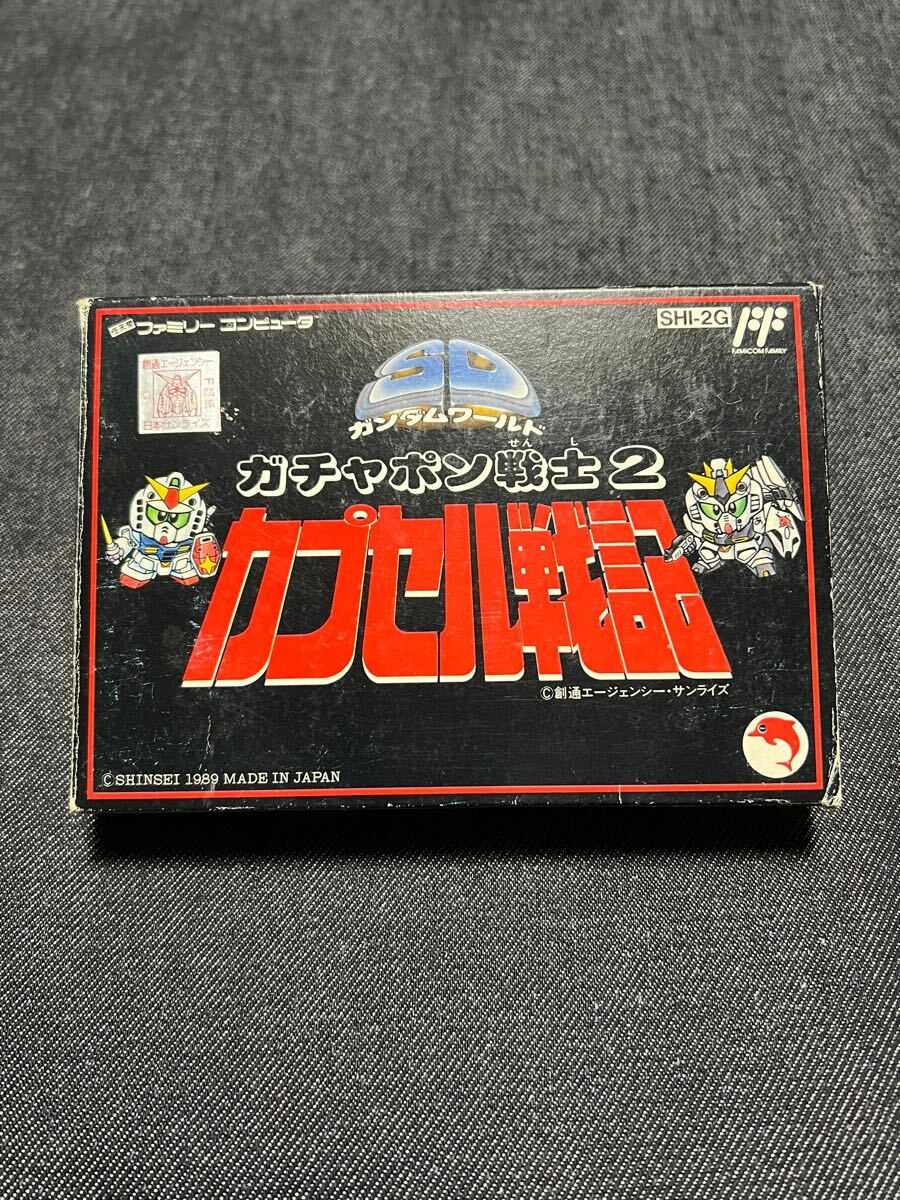 任天堂 ファミリーコンピュータ
SHI-2G
FAMICOM FAMILY
創通エージェンシー
©
日本サンライズ
SD
ガンダムワールド
せんし
ガチャポン戦士2
カプセル戦記
©創通エージェンシー・サンライズ
©SHINSEI 1989 MADE IN JAPAN